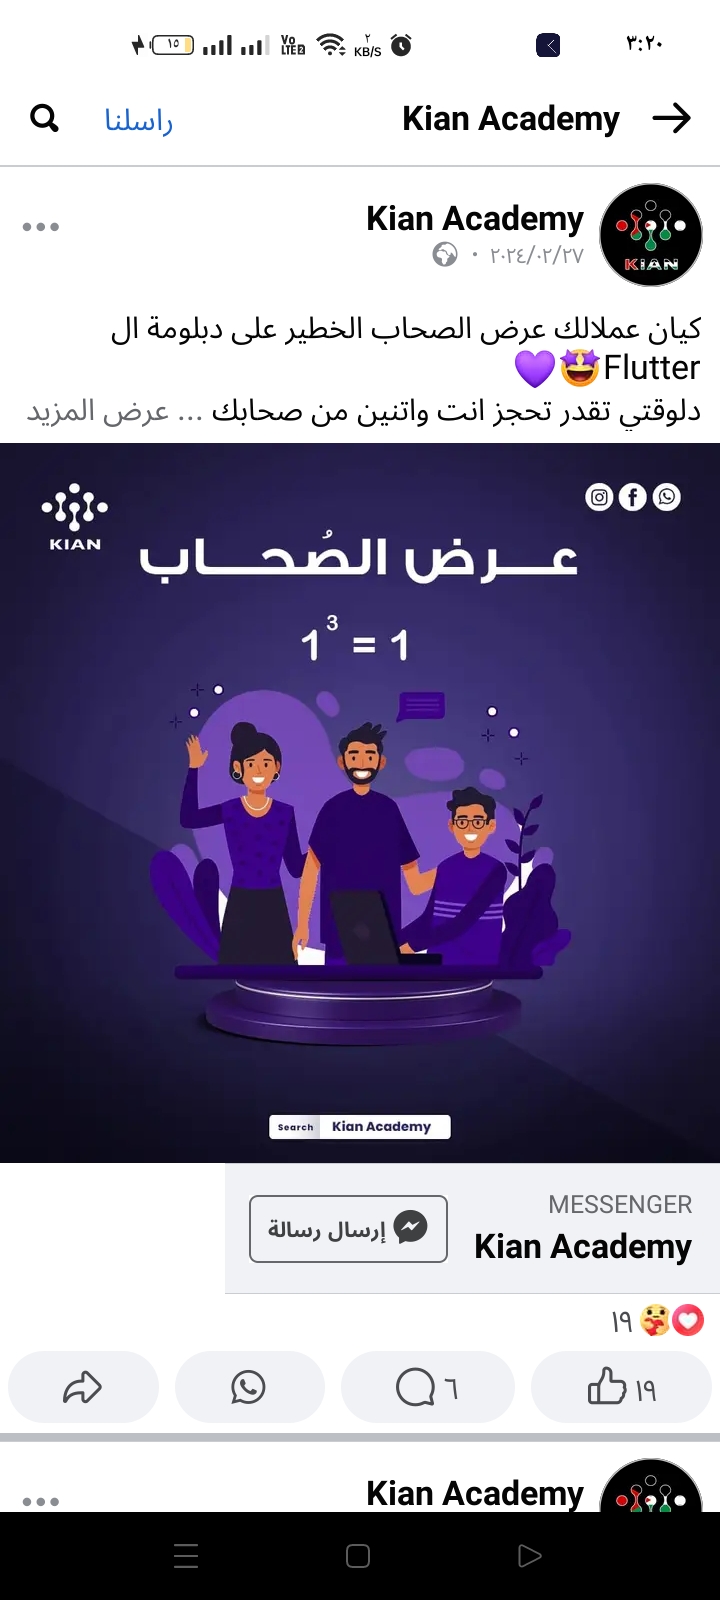 ١٥
Vo
LTE2
٢
KB/S
٣:٢٠
Kian Academy
راسلنا
Kian Academy
٢٠٢٤/٠٢/٢٧
KIAN
كيان عملالك عرض الصحاب الخطير على دبلومة ال
Flutter🤩💜
دلوقتي تقدر تحجز انت واتنين من صحابك ... عرض المزيد
KIAN
عـــرض الصُحـــاب
1³ = 1
Search Kian Academy
MESSENGER
Kian Academy
إرسال رسالة
١٩
١٩
٦
Kian Academy